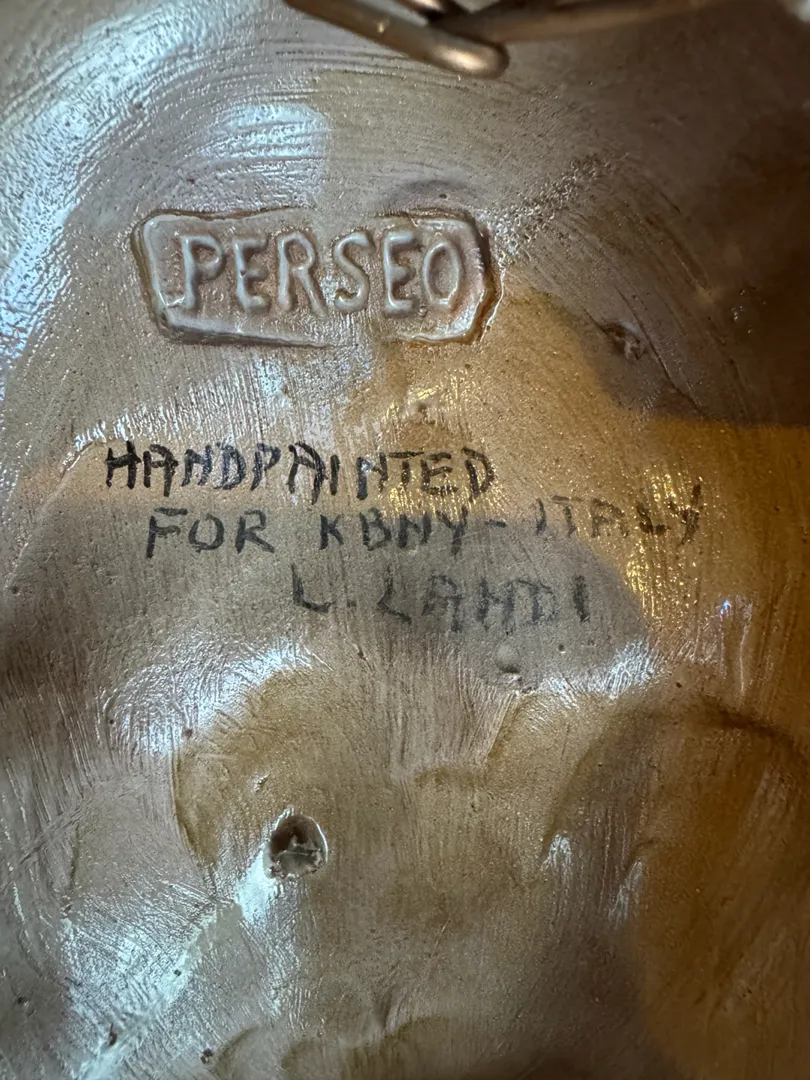 PERSEO
HANDPAINTED
FOR KBNY-ITALY
L. LANDI